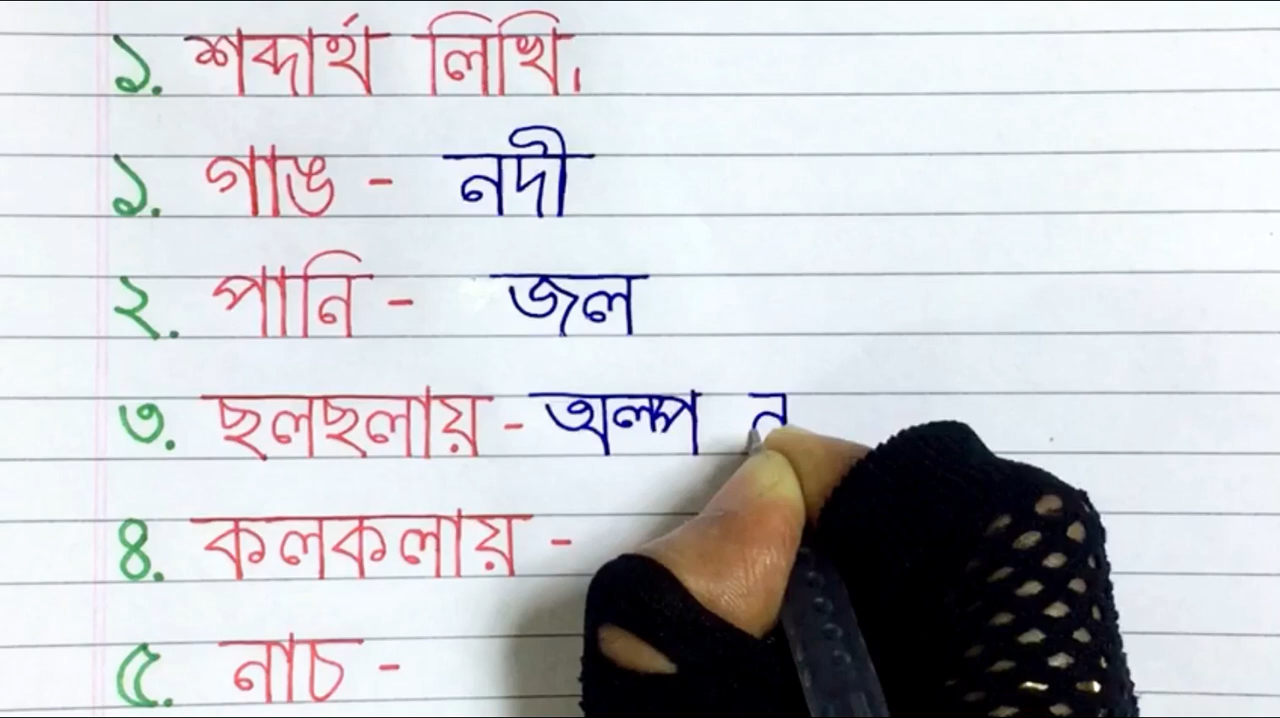 ১. শব্দার্থ লিখি।
১. গাঙ - নদী
২. পানি - জল
৩. ছলছলায় - অল্প
৪. কলকলায় -
৫. নাচ -